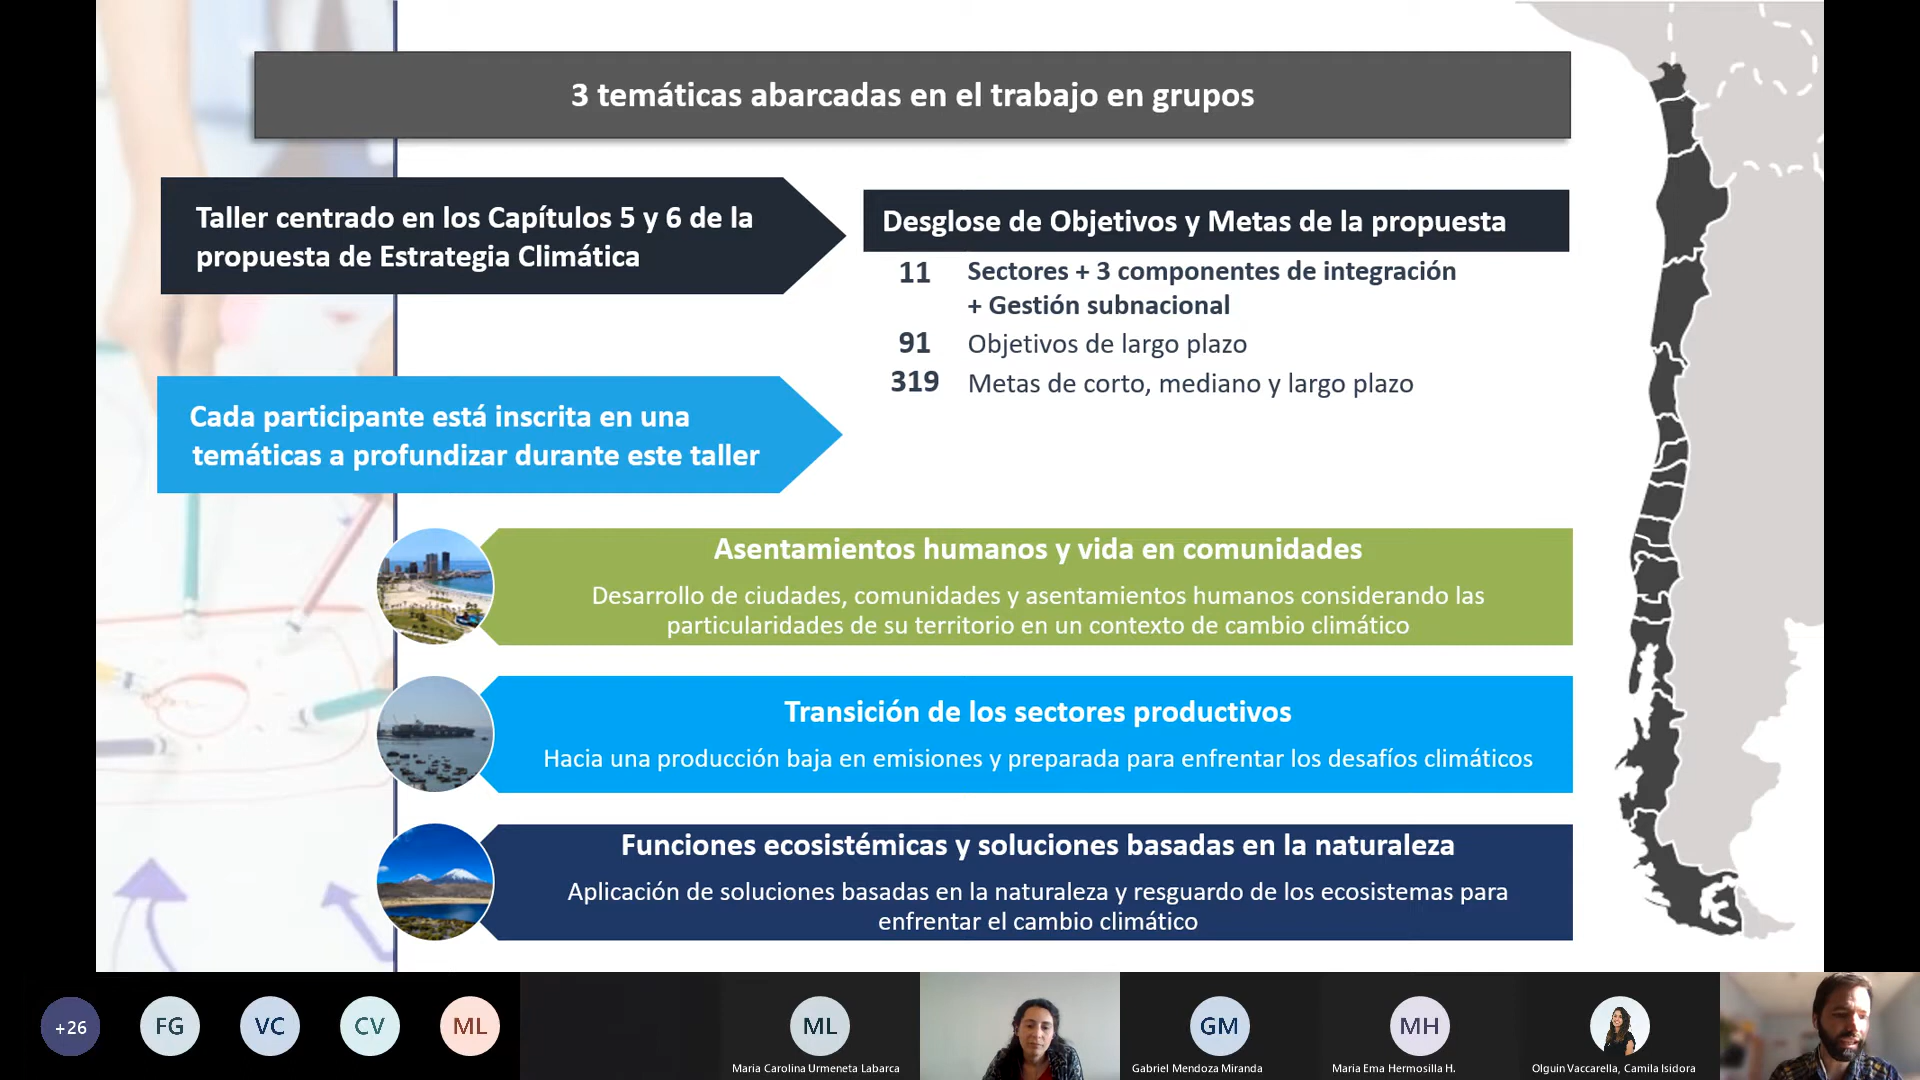 3 temáticas abarcadas en el trabajo en grupos
Taller centrado en los Capítulos 5 y 6 de la
propuesta de Estrategia Climática
Desglose de Objetivos y Metas de la propuesta
11 Sectores + 3 componentes de integración
+ Gestión subnacional
91 Objetivos de largo plazo
319 Metas de corto, mediano y largo plazo
Cada participante está inscrita en una
temáticas a profundizar durante este taller
Asentamientos humanos y vida en comunidades
Desarrollo de ciudades, comunidades y asentamientos humanos considerando las
particularidades de su territorio en un contexto de cambio climático
Transición de los sectores productivos
Hacia una producción baja en emisiones y preparada para enfrentar los desafíos climáticos
Funciones ecosistémicas y soluciones basadas en la naturaleza
Aplicación de soluciones basadas en la naturaleza y resguardo de los ecosistemas para
enfrentar el cambio climático
+26 FG VC CV ML ML GM MH
Maria Carolina Urmeneta Labarca Gabriel Mendoza Miranda Maria Ema Hermosilla H. Olguin Vaccarella, Camila Isidora